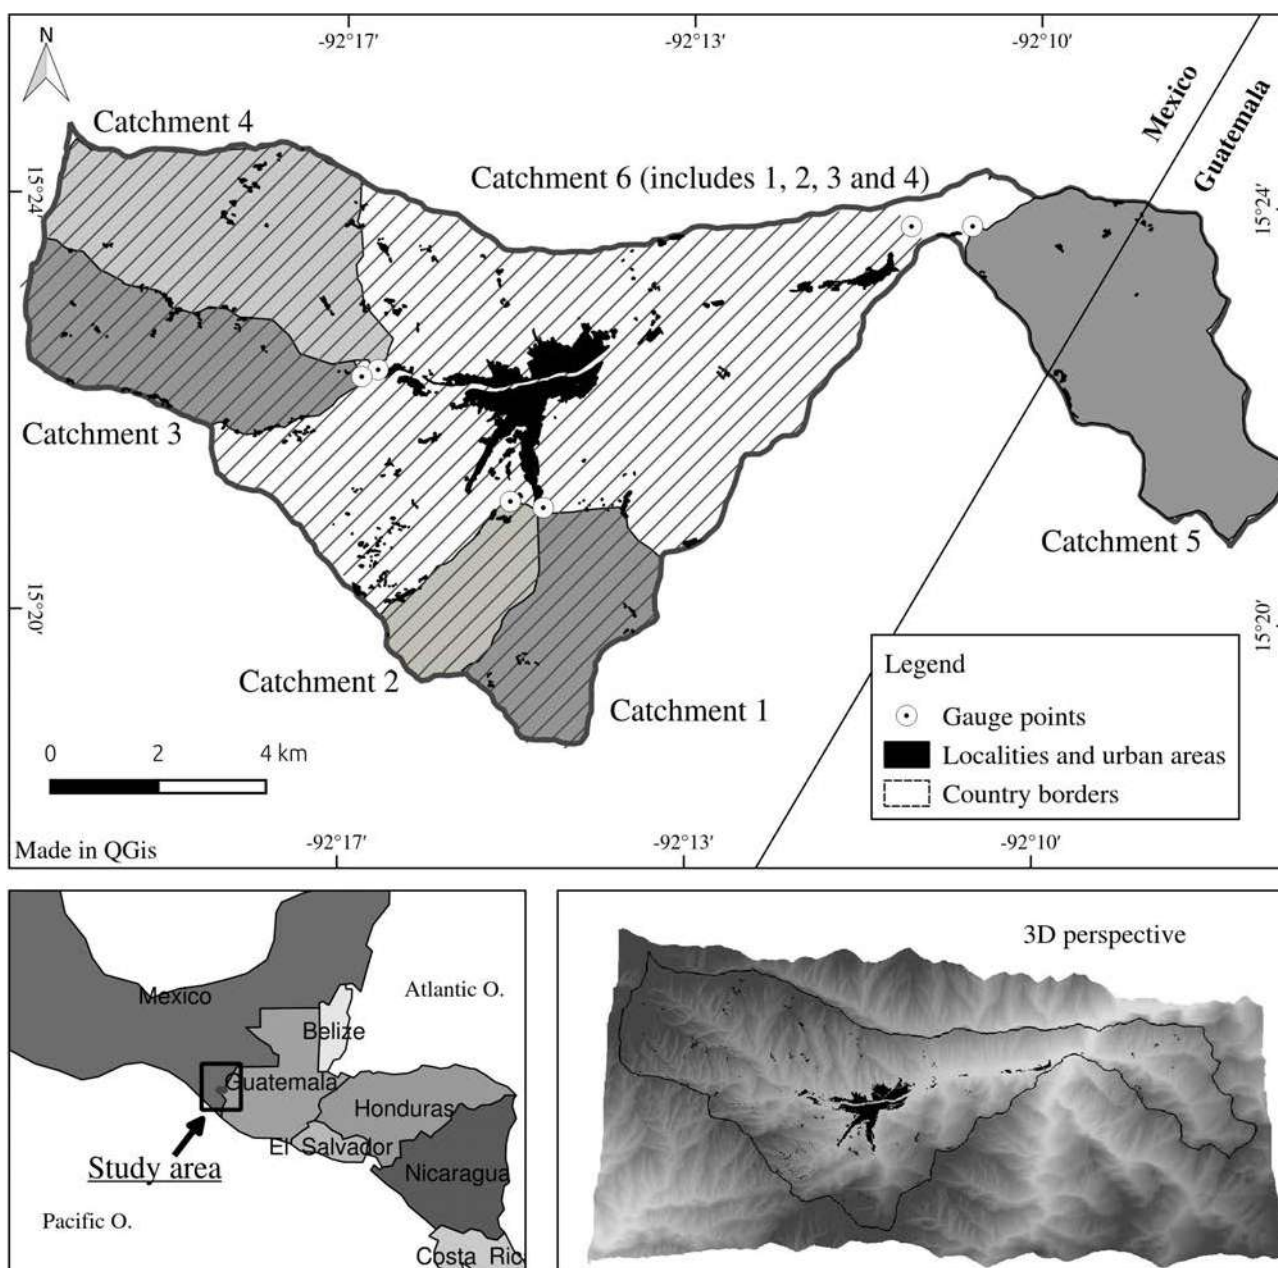 -92°17'
-92°13'
-92°10'
N
Mexico
Guatemala
Catchment 4
Catchment 6 (includes 1, 2, 3 and 4)
15°24'
15°24'
Catchment 3
Catchment 5
15°20'
15°20'
Catchment 2
Catchment 1
Legend
Gauge points
Localities and urban areas
Country borders
0 2 4 km
Made in QGis
-92°17'
-92°13'
-92°10'
Mexico
Atlantic O.
Belize
Guatemala
Honduras
El Salvador
Nicaragua
Study area
Pacific O.
Costa Ric
3D perspective